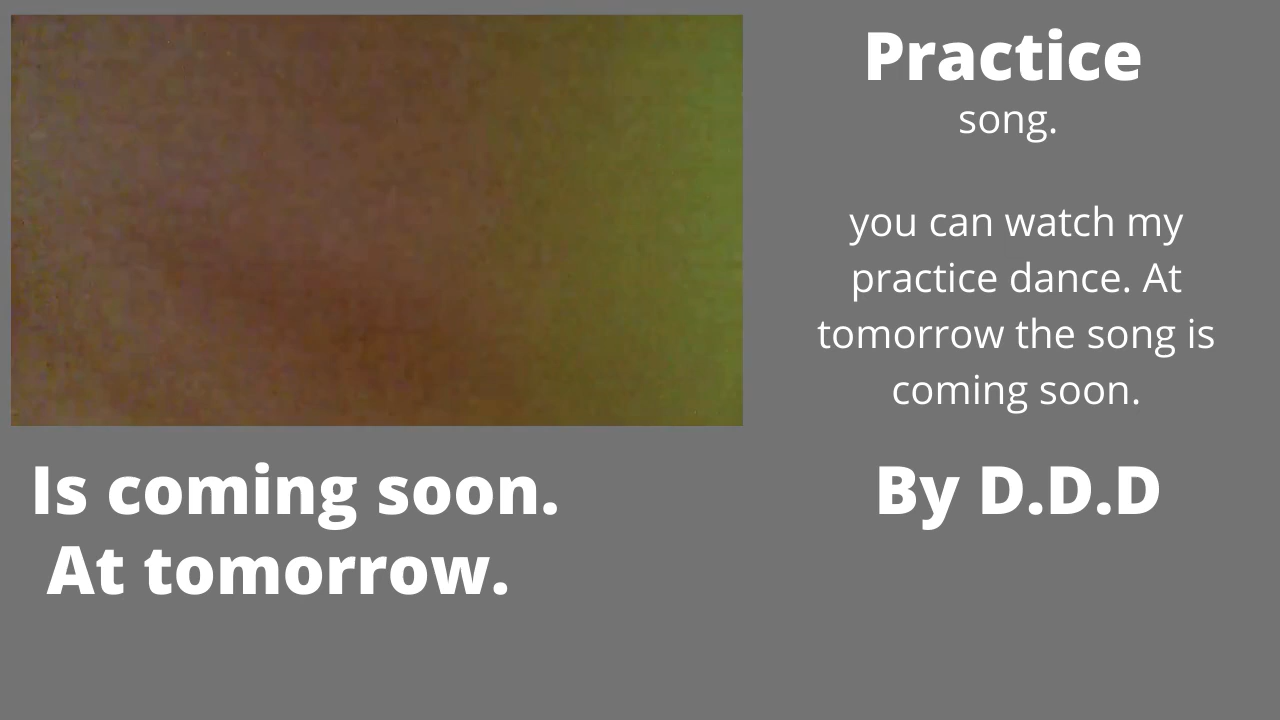 Practice
song.
you can watch my
practice dance. At
tomorrow the song is
coming soon.
Is coming soon.
At tomorrow.
By D.D.D